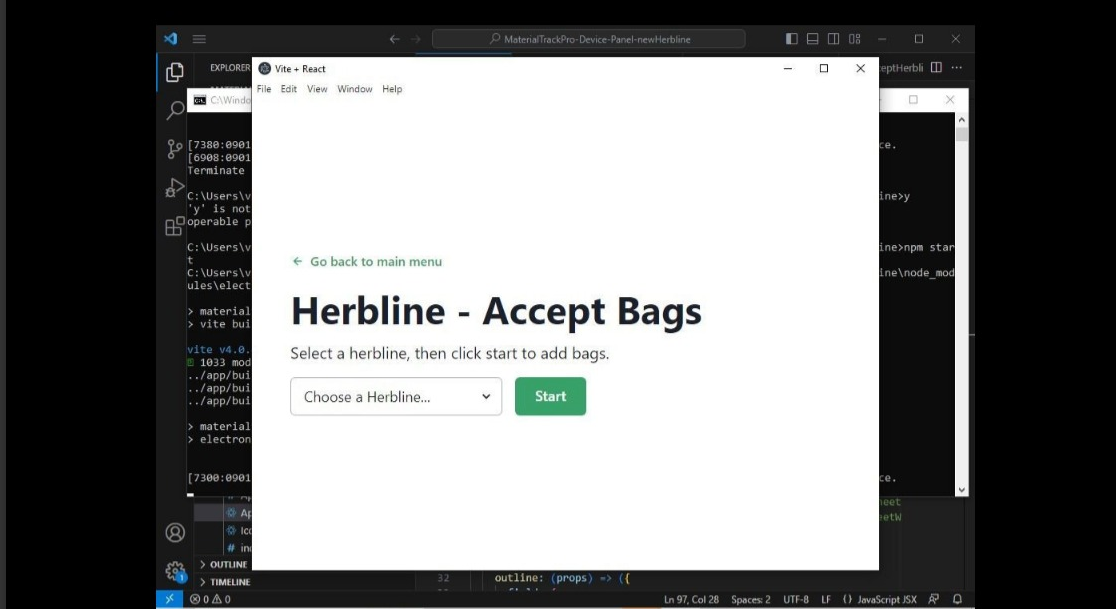 MaterialTrackPro-Device-Panel-newHerbline
EXPLORER
eptHerbli
Vite + React
File Edit View Window Help
C:\Windo
[7380:0901
ce.
[6908:0901
Terminate
C:\Users\v
ine>y
'y' is not
operable p
C:\Users\v
ine>npm star
t
C:\Users\v
ine\node_mod
ules\elect
> material
> vite bui
vite v4.0.
1033 mod
../app/bui
../app/bui
../app/bui
> material
> electron
[7300:0901
ce.
← Go back to main menu
Herbline - Accept Bags
Select a herbline, then click start to add bags.
Choose a Herbline...
Start
Ap
Ico
# in
eet
etW
> OUTLINE
> TIMELINE
32 outline: (props) => ({
1
0 0
Ln 97, Col 28 Spaces: 2 UTF-8 LF {} JavaScript JSX